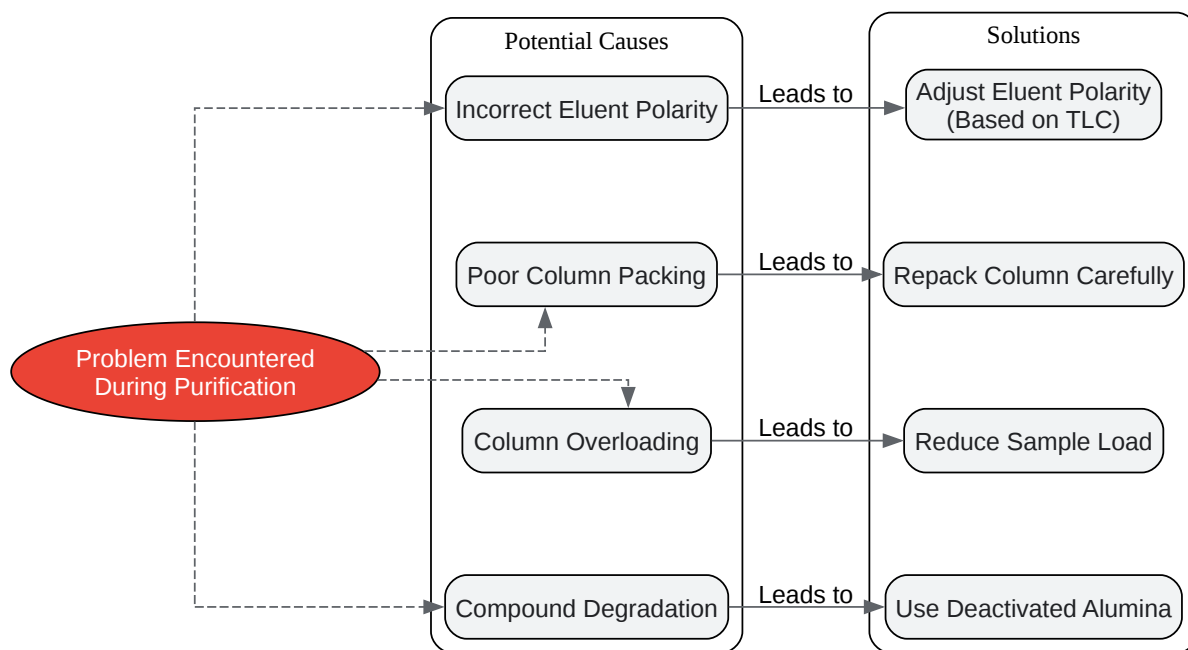 Potential Causes
Solutions
Incorrect Eluent Polarity
Leads to
Adjust Eluent Polarity
(Based on TLC)
Poor Column Packing
Leads to
Repack Column Carefully
Problem Encountered
During Purification
Column Overloading
Leads to
Reduce Sample Load
Compound Degradation
Leads to
Use Deactivated Alumina